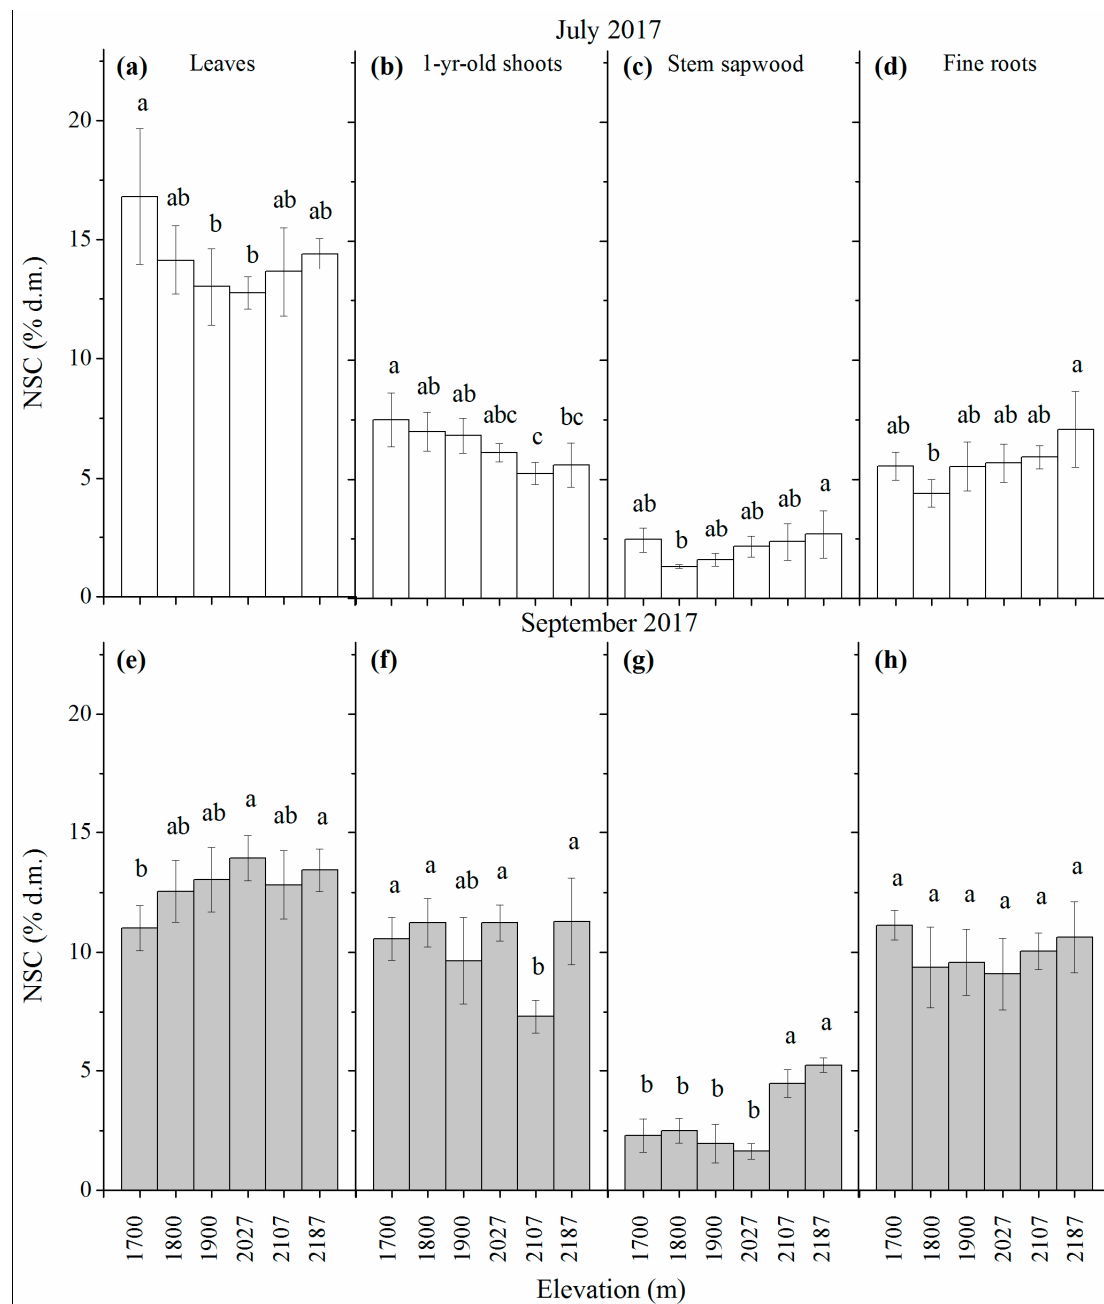 July 2017
(a) Leaves
(b) 1-yr-old shoots
(c) Stem sapwood
(d) Fine roots
NSC (% d.m.)
20
15
10
5
0
a ab b b ab ab
a ab ab abc c bc
ab b ab ab ab a
ab b ab ab ab a
September 2017
(e)
(f)
(g)
(h)
NSC (% d.m.)
20
15
10
5
0
b ab ab a ab a
a a ab a b a
b b b b a a
a a a a a a
1700 1800 1900 2027 2107 2187
1700 1800 1900 2027 2107 2187
1700 1800 1900 2027 2107 2187
1700 1800 1900 2027 2107 2187
Elevation (m)